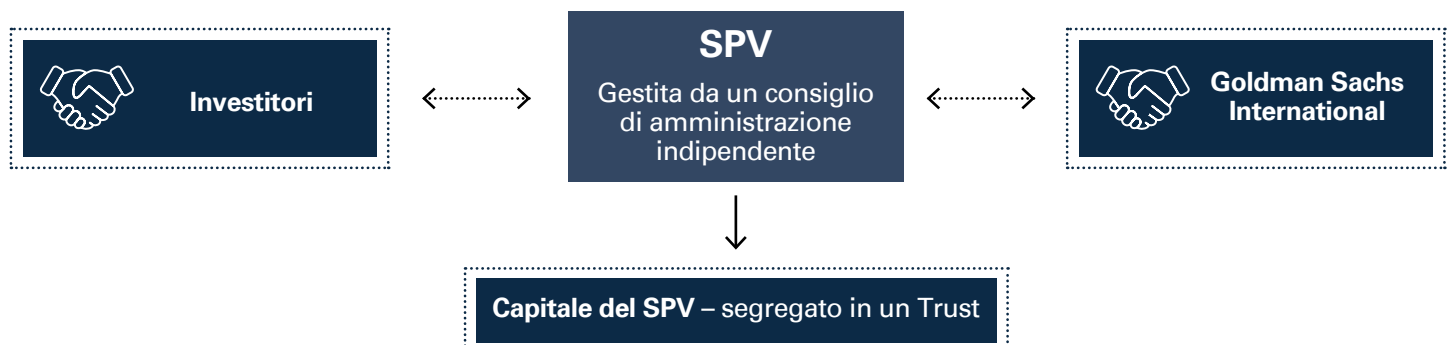 Investitori
SPV
Gestita da un consiglio
di amministrazione
indipendente
Goldman Sachs
International
Capitale del SPV – segregato in un Trust